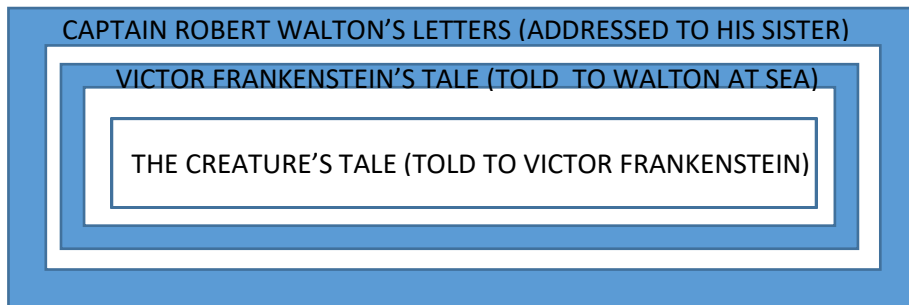 CAPTAIN ROBERT WALTON’S LETTERS (ADDRESSED TO HIS SISTER)
VICTOR FRANKENSTEIN’S TALE (TOLD TO WALTON AT SEA)
THE CREATURE’S TALE (TOLD TO VICTOR FRANKENSTEIN)